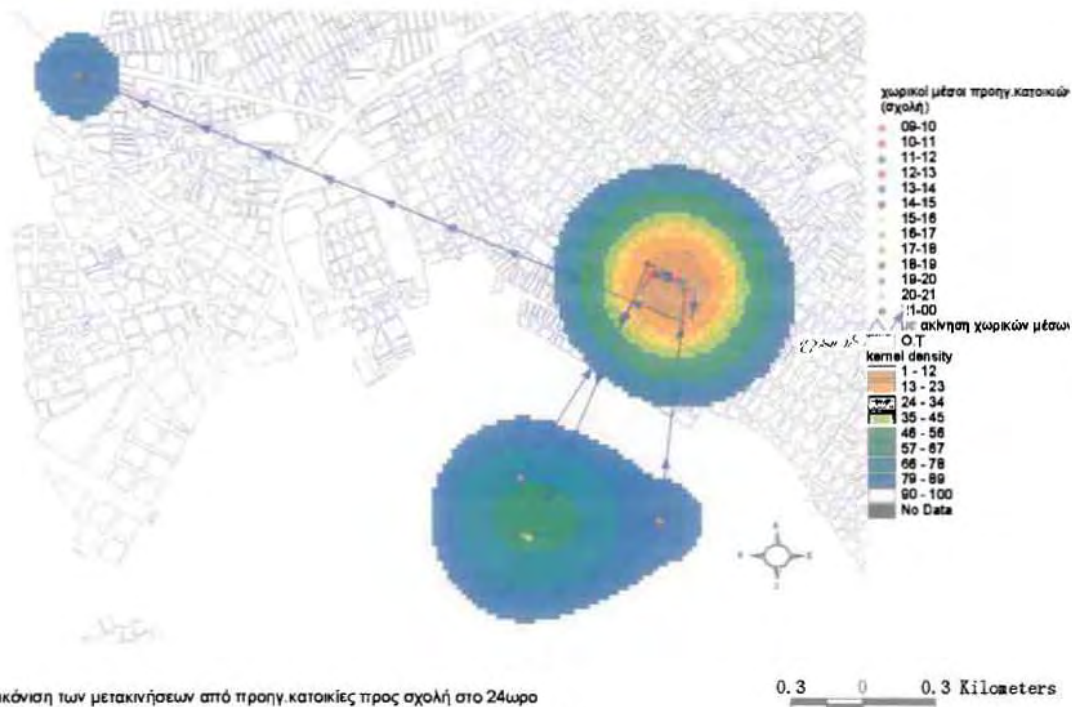 χωρικοί μέσοι προηγ.κατοικιών
(σχολή)
09-10
10-11
11-12
12-13
13-14
14-15
15-16
16-17
17-18
18-19
19-20
20-21
21-00
ακίνηση χωρικών μέσων
Ο.Τ
kernel density
1 - 12
13 - 23
24 - 34
35 - 45
46 - 56
57 - 67
68 - 78
79 - 89
90 - 100
No Data
ικόνιση των μετακινήσεων από προηγ.κατοικίες προς σχολή στο 24ωρο
0.3 0 0.3 Kilometers